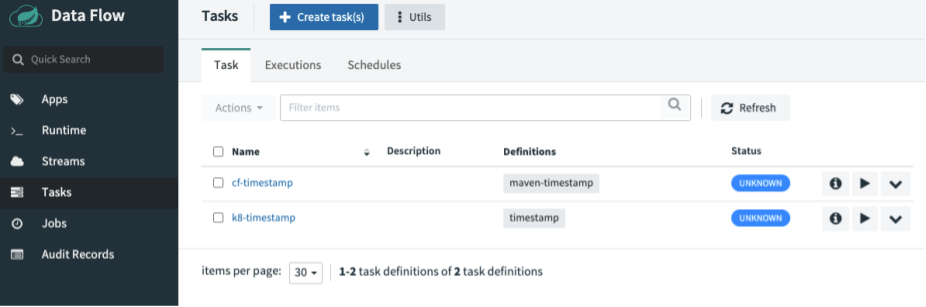 Data Flow
Quick Search
Apps
Runtime
Streams
Tasks
Jobs
Audit Records
Tasks
Create task(s)
Utils
Task Executions Schedules
Actions
Filter items
Refresh
Name Description Definitions Status
cf-timestamp maven-timestamp UNKNOWN
k8-timestamp timestamp UNKNOWN
items per page: 30 1-2 task definitions of 2 task definitions